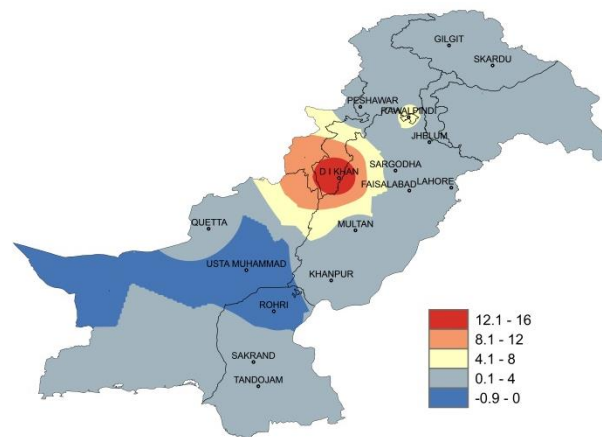 GILGIT
SKARDU
PESHAWAR
RAWALPINDI
JHBLUM
SARGODHA
D I KHAN
FAISALABAD
LAHORE
QUETTA
MULTAN
USTA MUHAMMAD
KHANPUR
ROHRI
SAKRAND
TANDOJAM
12.1 - 16
8.1 - 12
4.1 - 8
0.1 - 4
-0.9 - 0